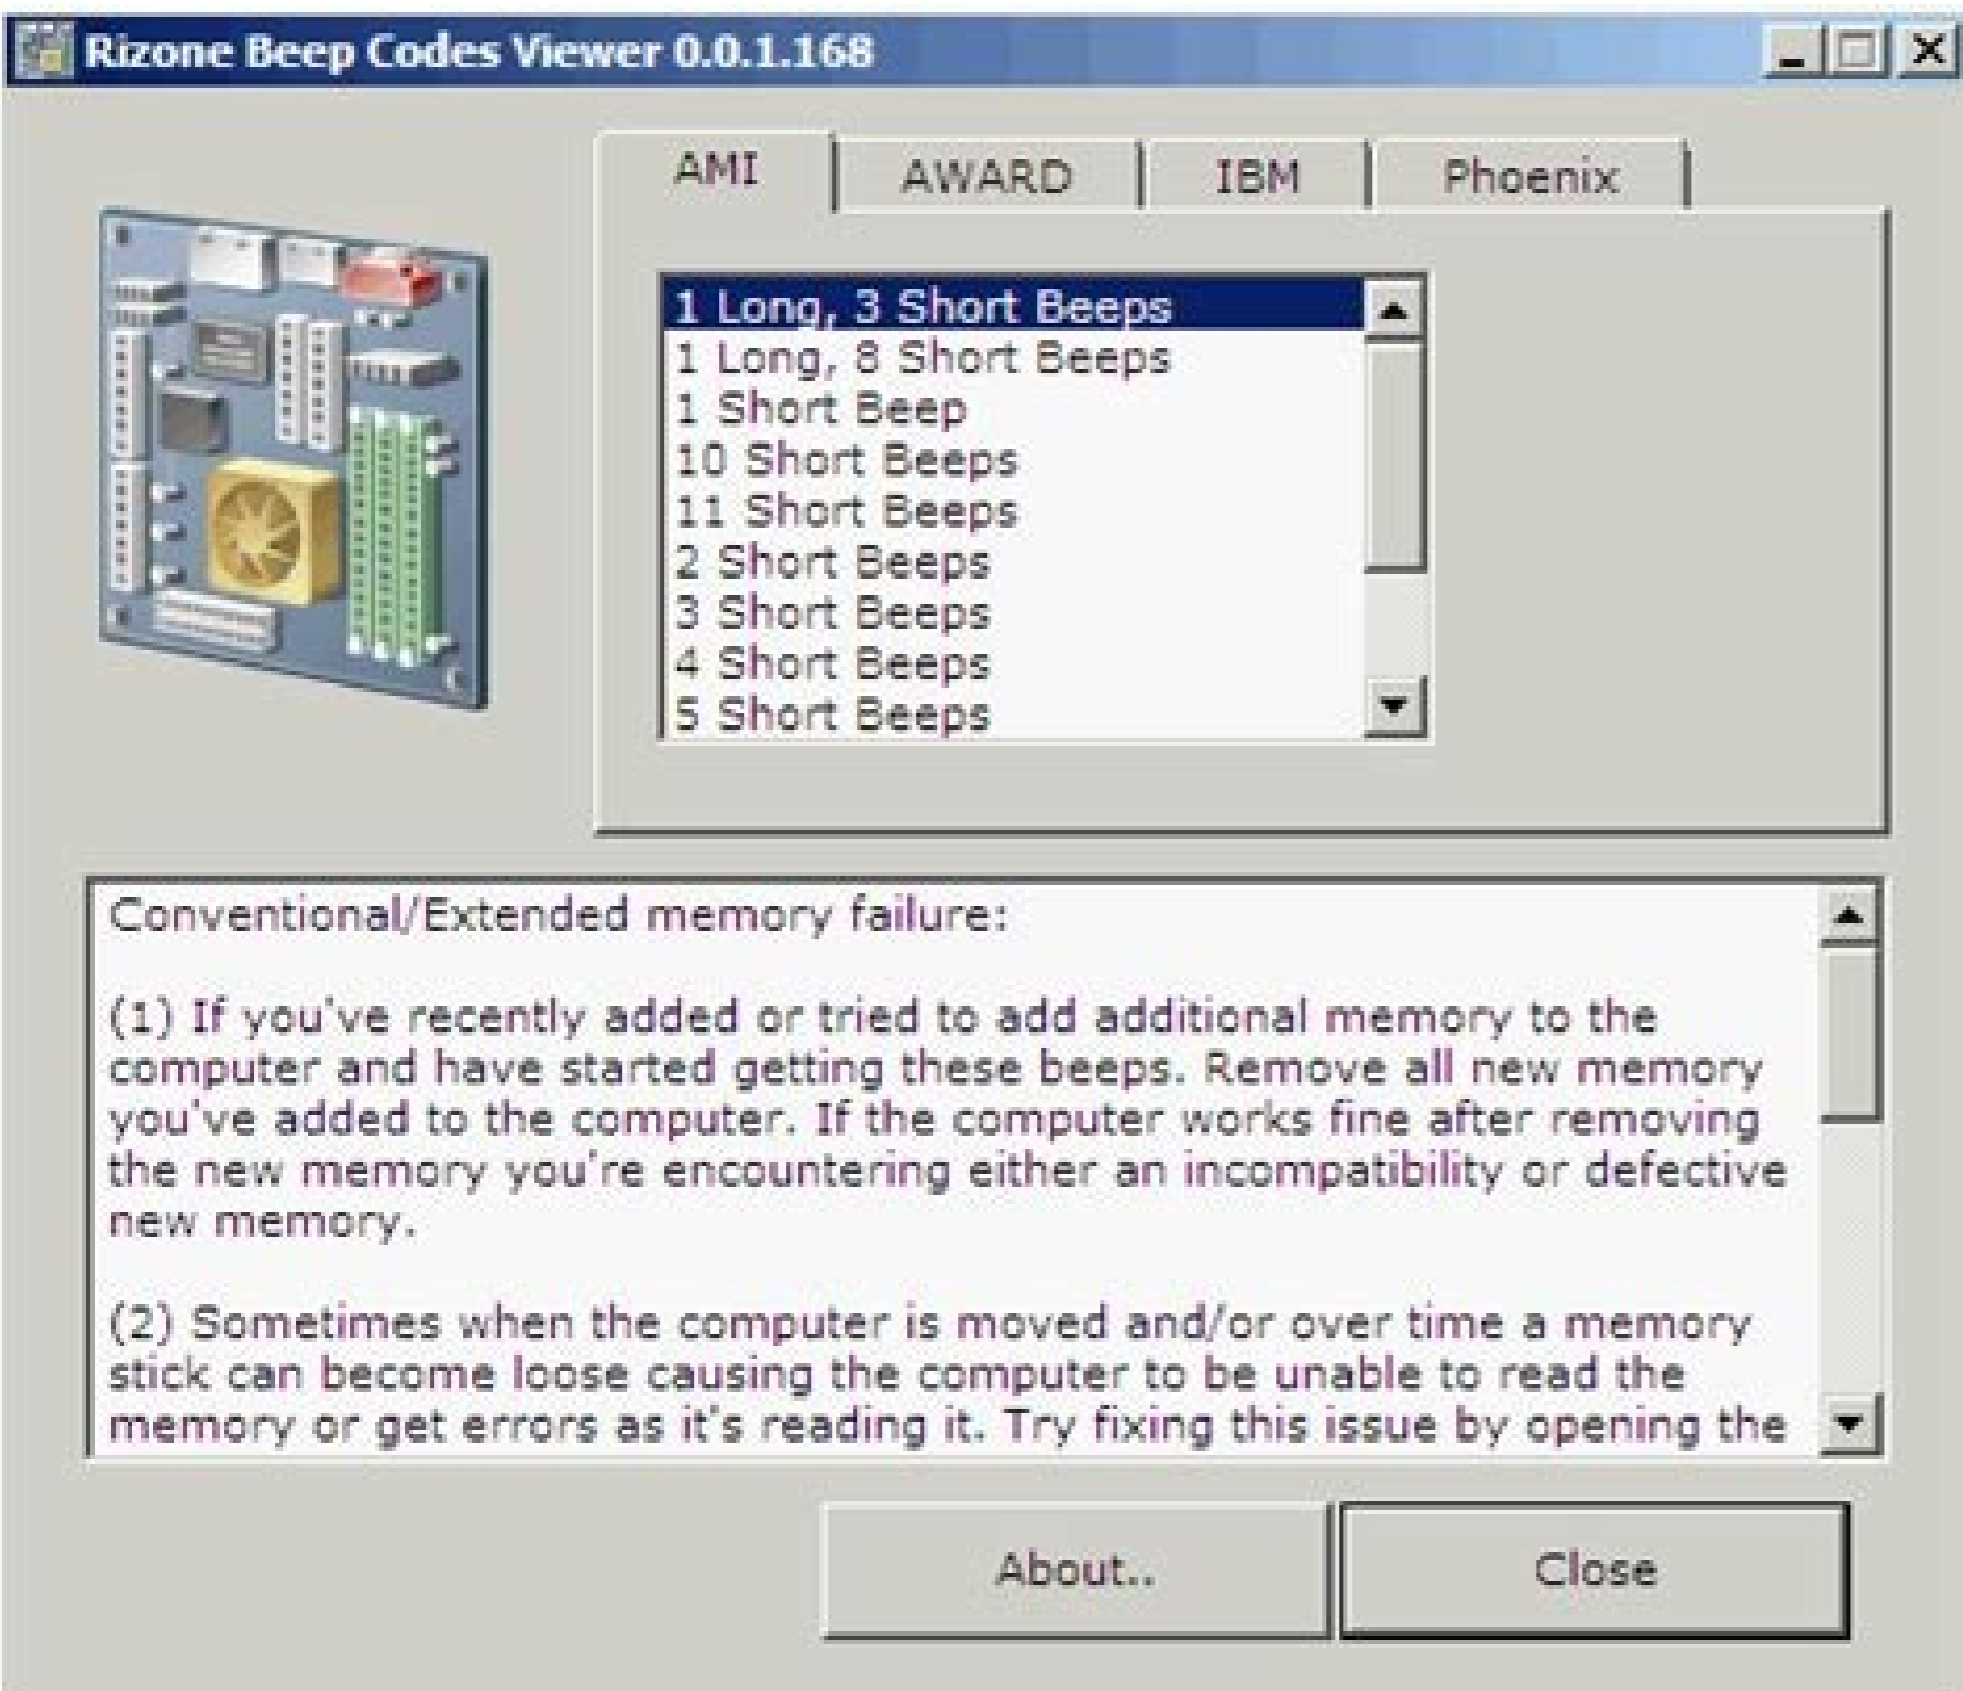 Rizone Beep Codes Viewer 0.0.1.168
AMI
AWARD
IBM
Phoenix
1 Long, 3 Short Beeps
1 Long, 8 Short Beeps
1 Short Beep
10 Short Beeps
11 Short Beeps
2 Short Beeps
3 Short Beeps
4 Short Beeps
5 Short Beeps
Conventional/Extended memory failure:
(1) If you've recently added or tried to add additional memory to the
computer and have started getting these beeps. Remove all new memory
you've added to the computer. If the computer works fine after removing
the new memory you're encountering either an incompatibility or defective
new memory.
(2) Sometimes when the computer is moved and/or over time a memory
stick can become loose causing the computer to be unable to read the
memory or get errors as it's reading it. Try fixing this issue by opening the
About..
Close